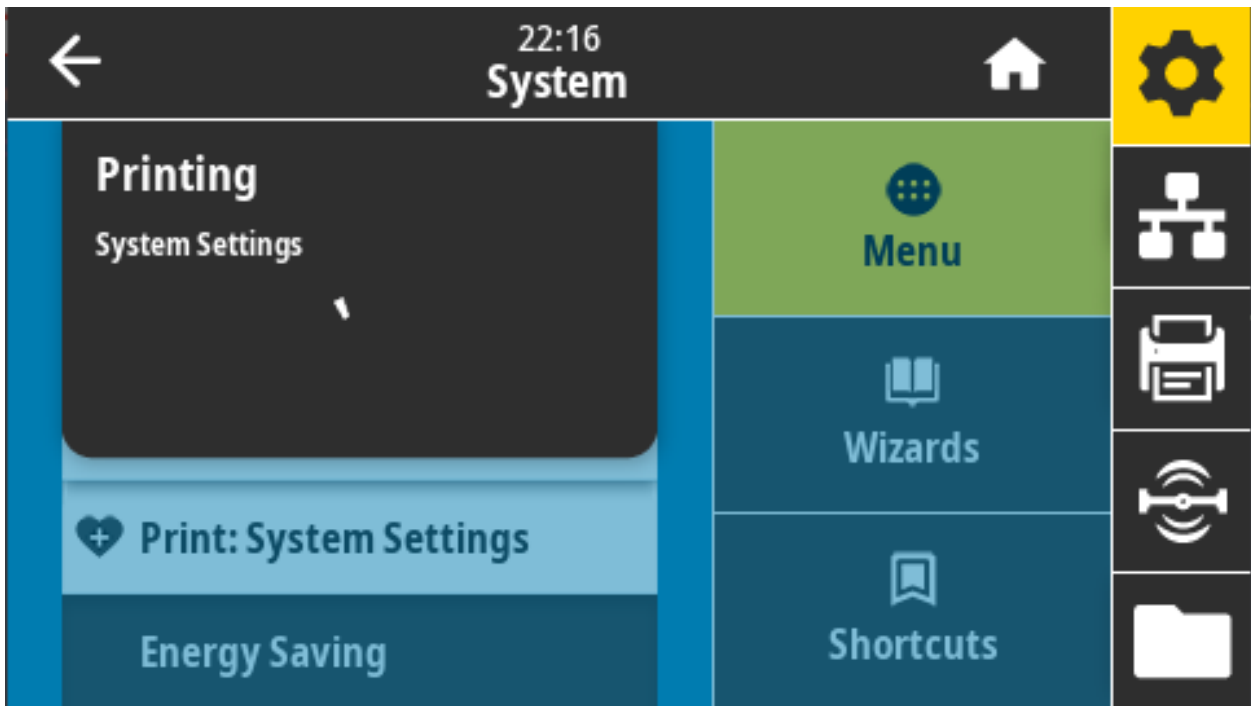 22:16
System
Printing
System Settings
Print: System Settings
Energy Saving
Menu
Wizards
Shortcuts